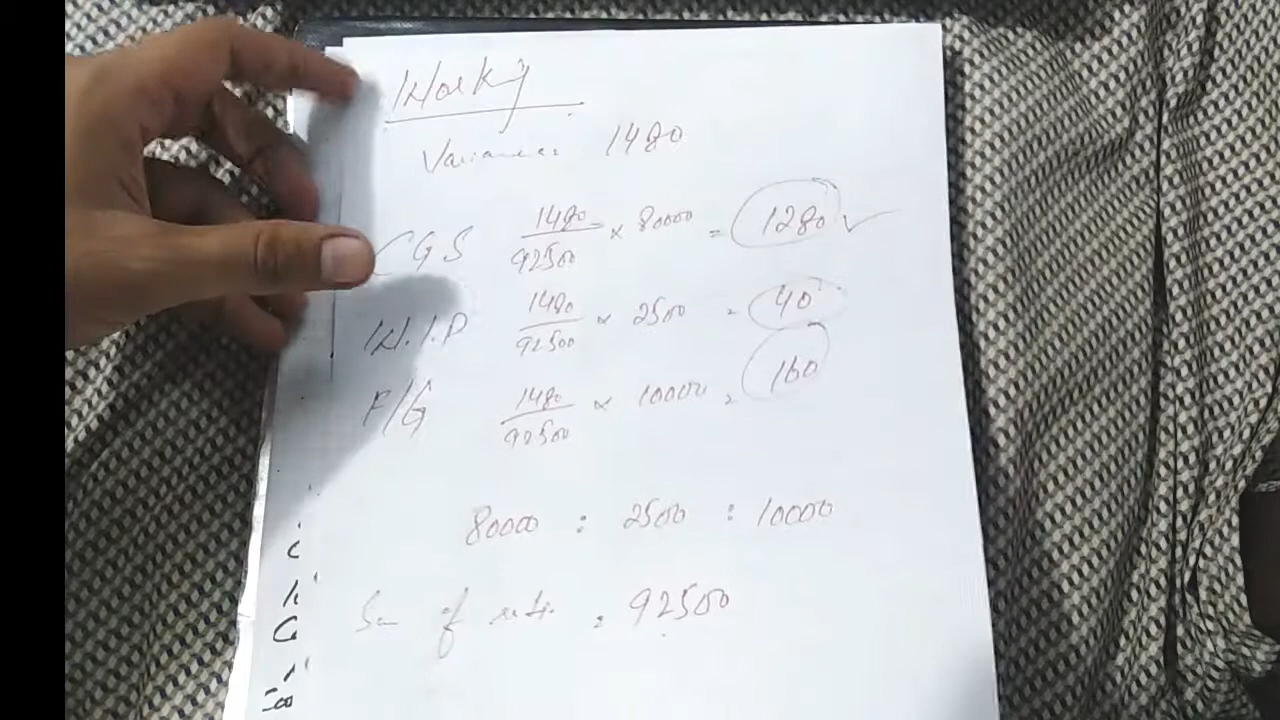 Working
Variance: 1480
CGS 1480/92500 × 80000 = 1280 ✓
W.I.P 1480/92500 × 2500 = 40
F/G 1480/92500 × 10000 = 160
80000 : 2500 : 10000
Sum of ratio = 92500